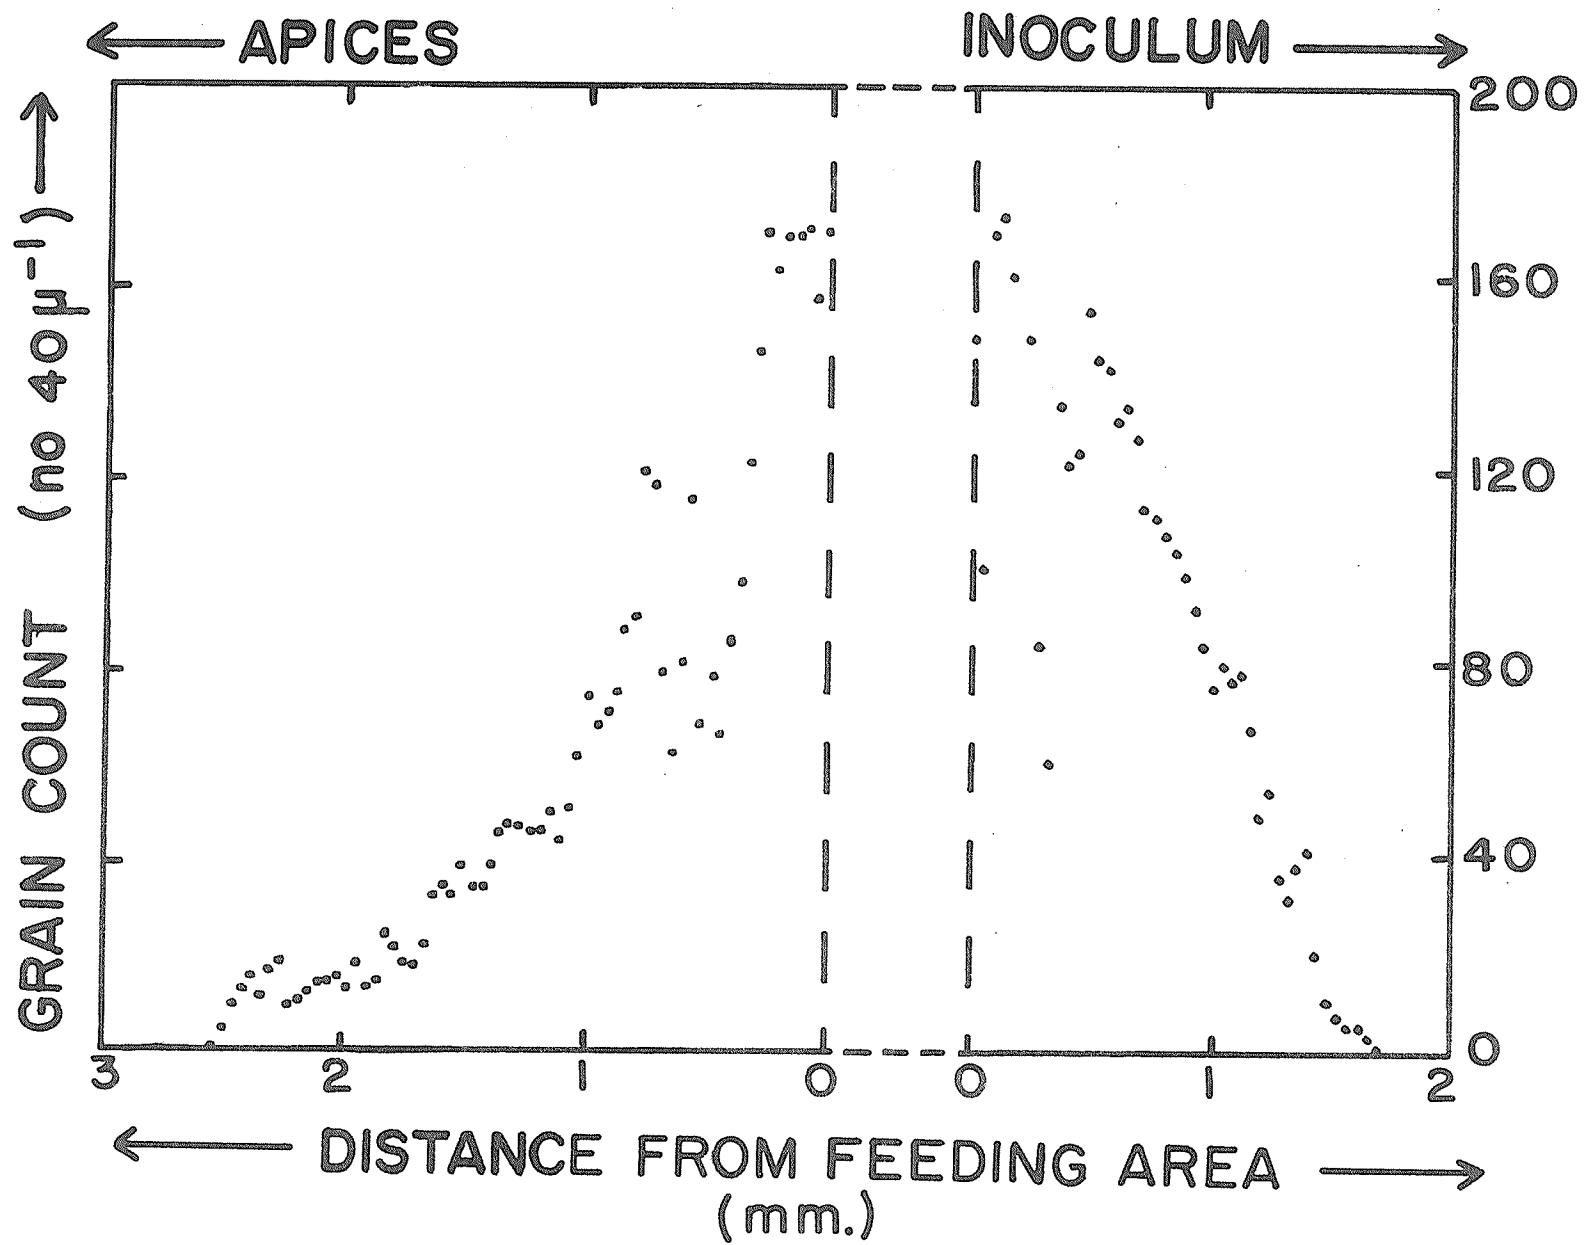 ← APICES INOCULUM →
200
160
120
80
40
0
GRAIN COUNT (no 40µ⁻¹) →
3 2 1 0 0 1 2
← DISTANCE FROM FEEDING AREA →
(mm.)